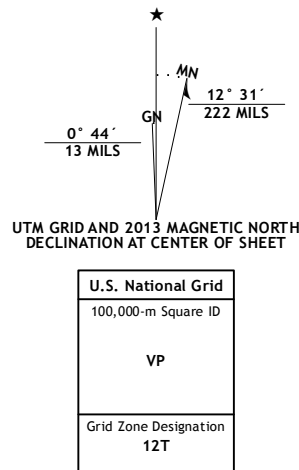 ★
MN
GN
12° 31´
222 MILS
0° 44´
13 MILS
UTM GRID AND 2013 MAGNETIC NORTH
DECLINATION AT CENTER OF SHEET
U.S. National Grid
100,000-m Square ID
VP
Grid Zone Designation
12T